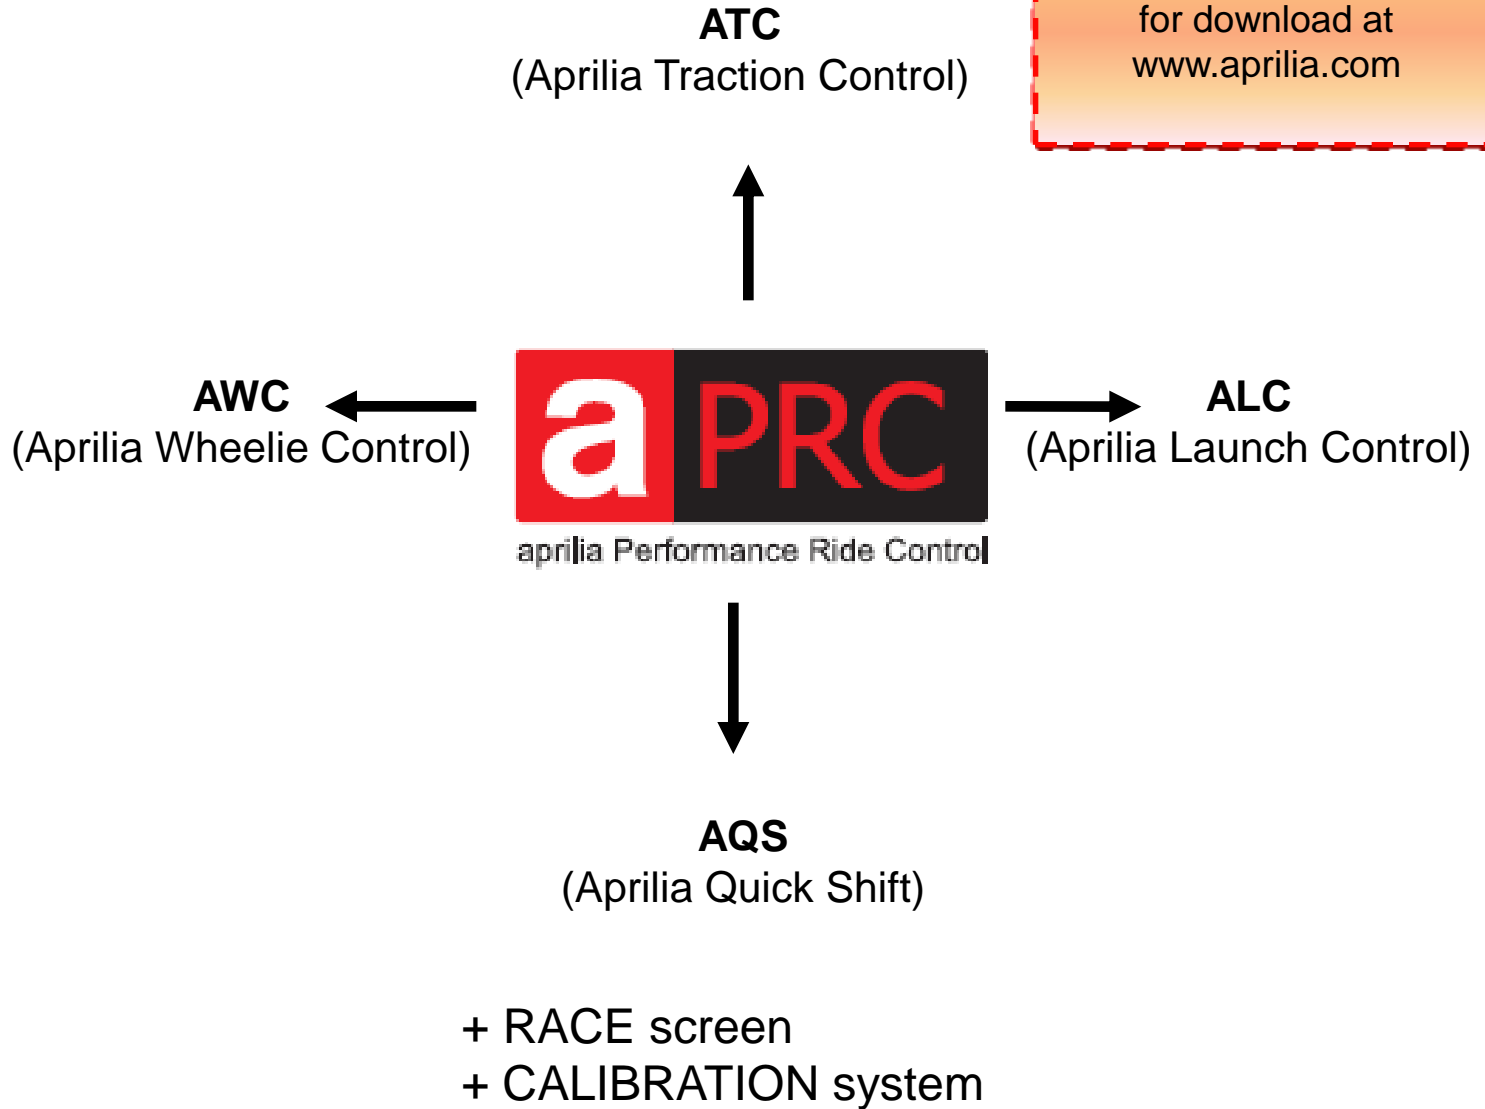 ATC
(Aprilia Traction Control)
for download at
www.aprilia.com
AWC
(Aprilia Wheelie Control)
a PRC
aprilia Performance Ride Control
ALC
(Aprilia Launch Control)
AQS
(Aprilia Quick Shift)
+ RACE screen
+ CALIBRATION system